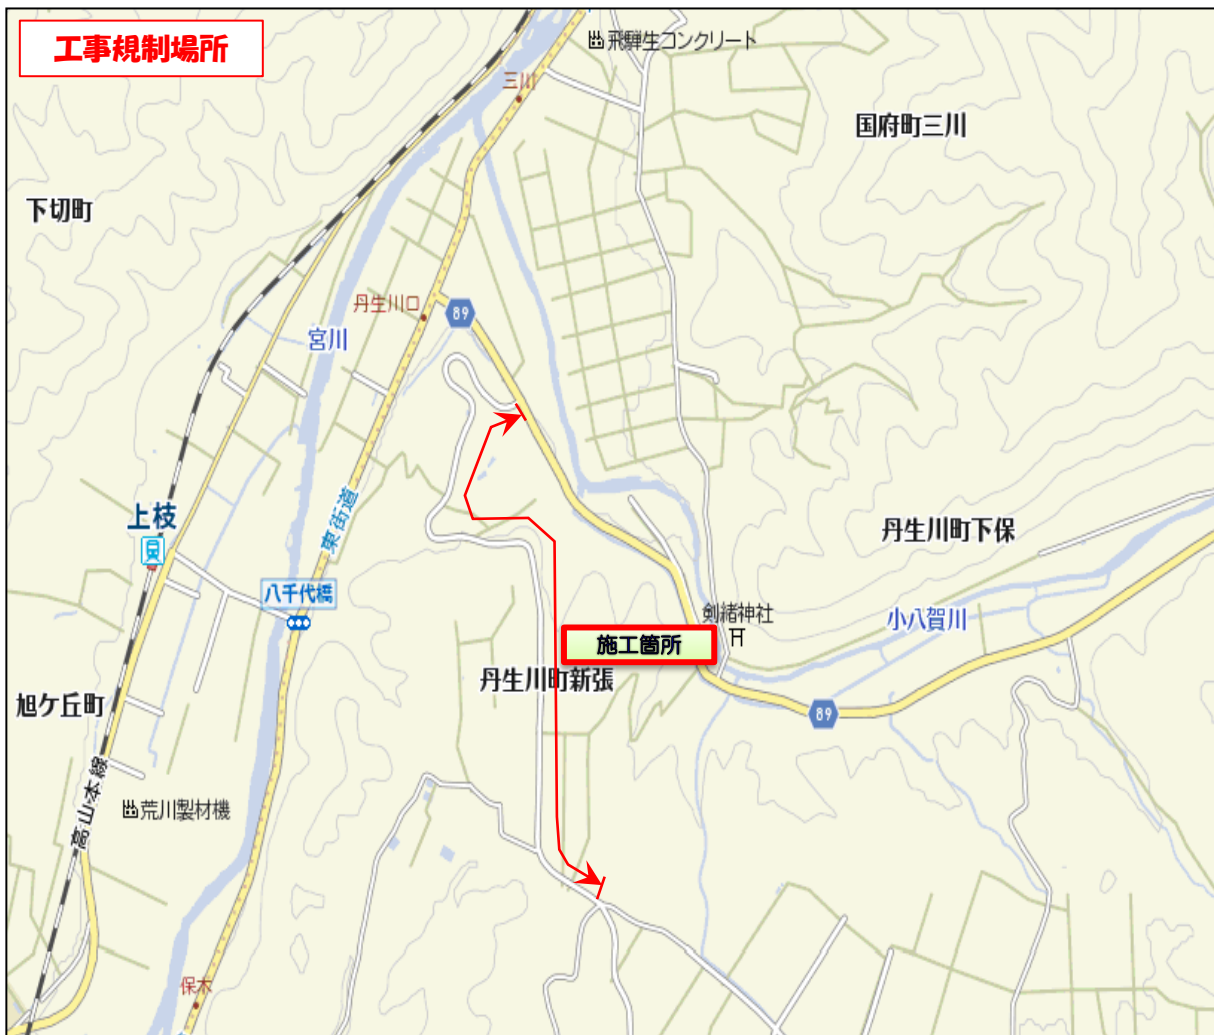 工事規制場所
飛騨生コンクリート
三川
国府町三川
下切町
丹生川口
89
宮川
東街道
上枝
丹生川町下保
八千代橋
剣緒神社
小八賀川
施工箇所
丹生川町新張
旭ケ丘町
89
高山本線
荒川製材機
保木